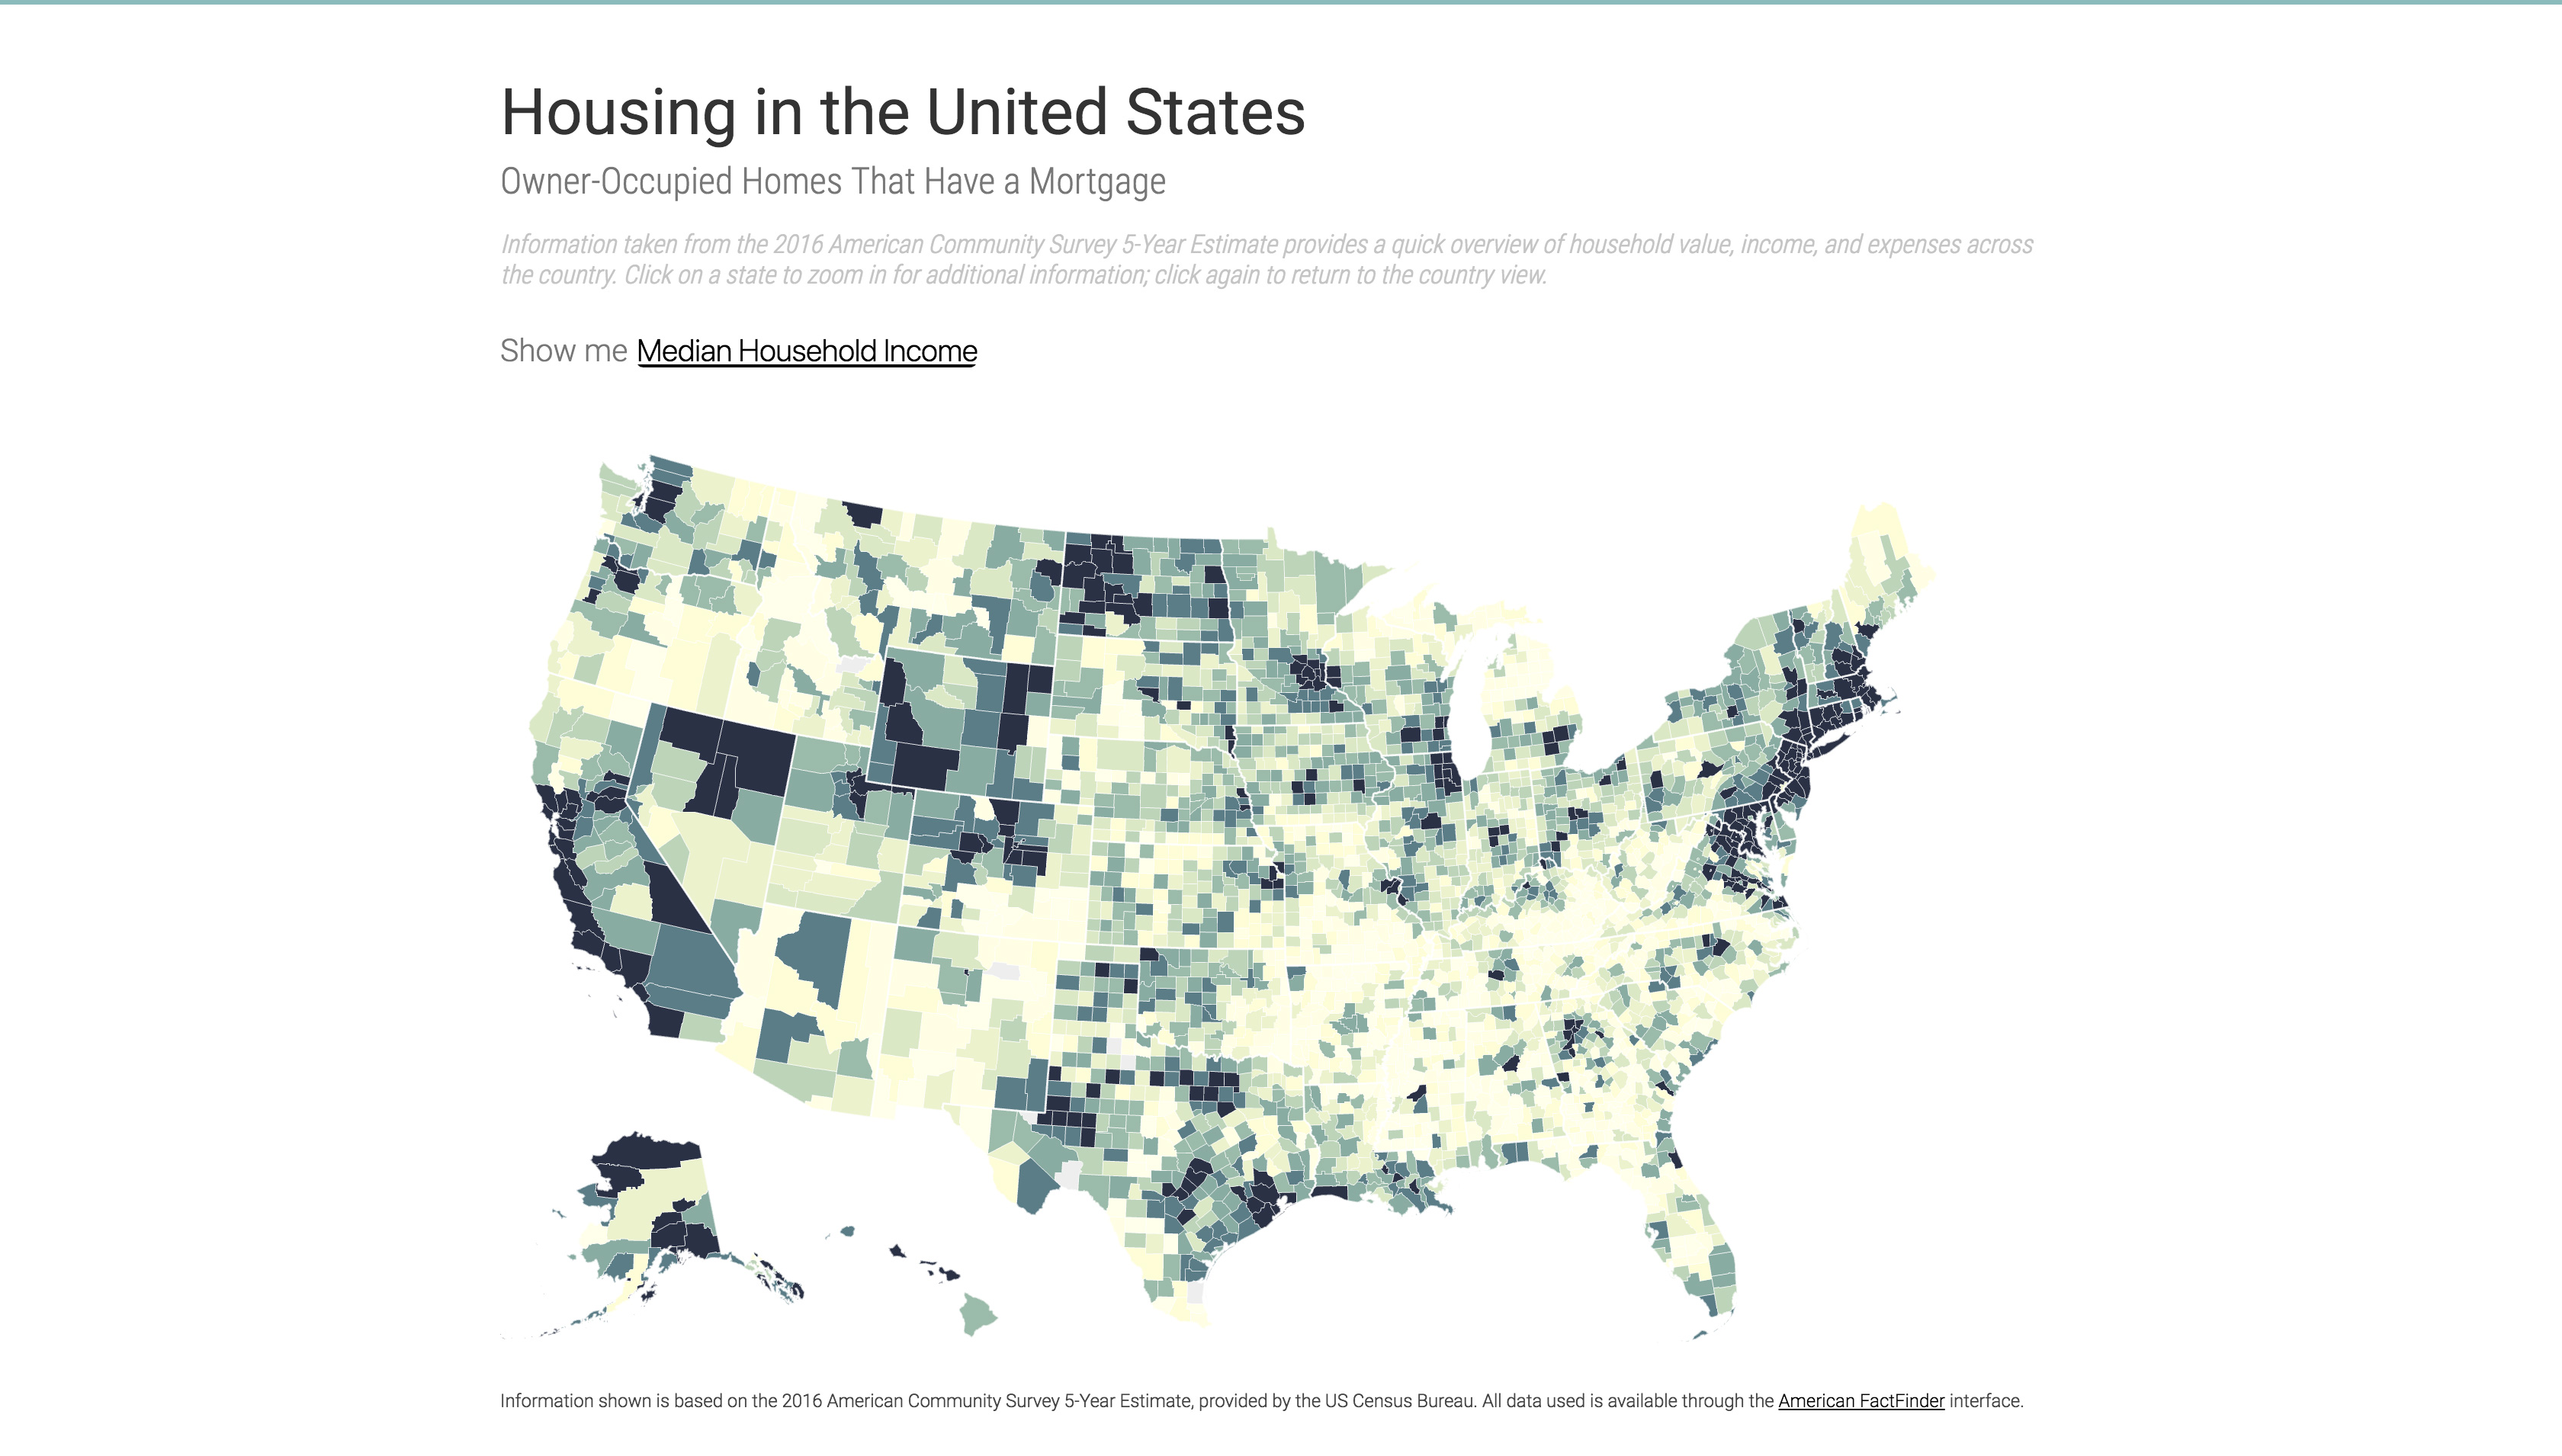 Housing in the United States
Owner-Occupied Homes That Have a Mortgage
Information taken from the 2016 American Community Survey 5-Year Estimate provides a quick overview of household value, income, and expenses across
the country. Click on a state to zoom in for additional information; click again to return to the country view.
Show me Median Household Income
Information shown is based on the 2016 American Community Survey 5-Year Estimate, provided by the US Census Bureau. All data used is available through the American FactFinder interface.